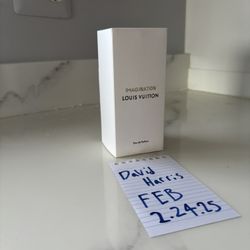 IMAGINATION
LOUIS VUITTON
Eau de Parfum
David
Harris
FEB
2.24.25